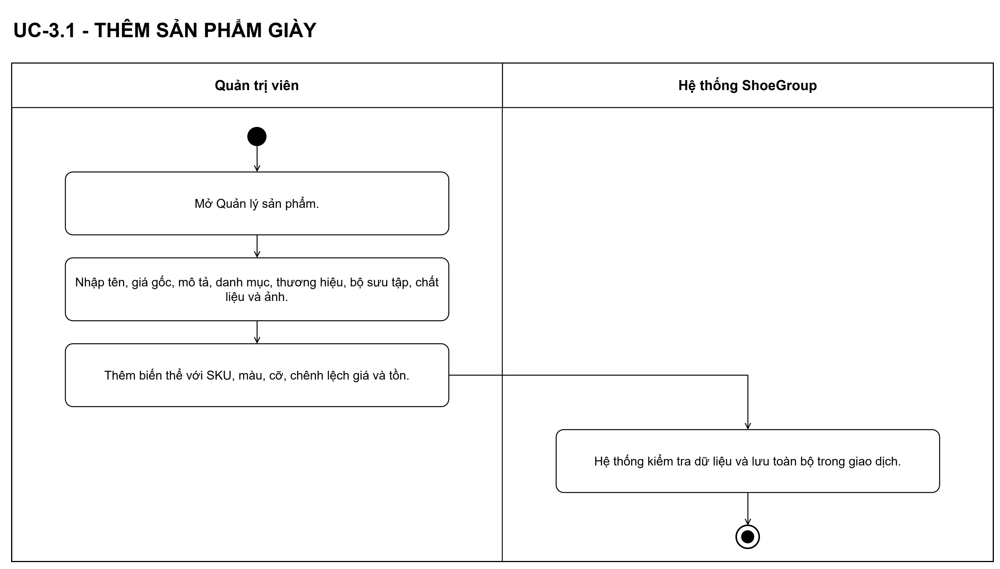 UC-3.1 - THÊM SẢN PHẨM GIÀY
Quản trị viên
Hệ thống ShoeGroup
Mở Quản lý sản phẩm.
Nhập tên, giá gốc, mô tả, danh mục, thương hiệu, bộ sưu tập, chất
liệu và ảnh.
Thêm biến thể với SKU, màu, cỡ, chênh lệch giá và tồn.
Hệ thống kiểm tra dữ liệu và lưu toàn bộ trong giao dịch.